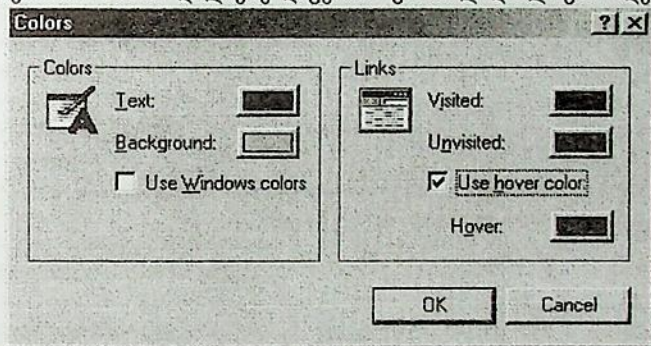 Colors
Colors
Text:
Background:
Use Windows colors
Links
Visited:
Unvisited:
Use hover color
Hover:
OK
Cancel